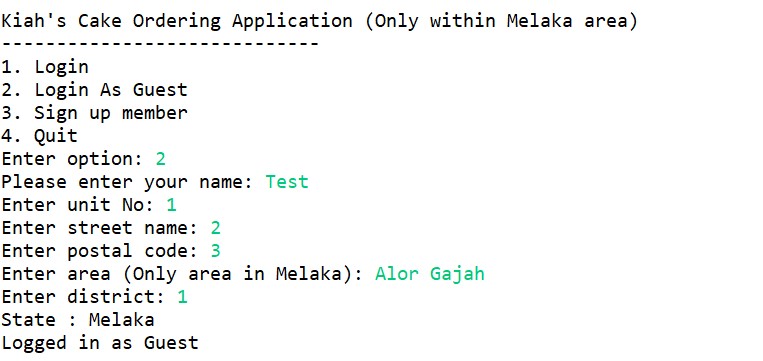 Kiah's Cake Ordering Application (Only within Melaka area)
-----------------------------
1. Login
2. Login As Guest
3. Sign up member
4. Quit
Enter option: 2
Please enter your name: Test
Enter unit No: 1
Enter street name: 2
Enter postal code: 3
Enter area (Only area in Melaka): Alor Gajah
Enter district: 1
State : Melaka
Logged in as Guest